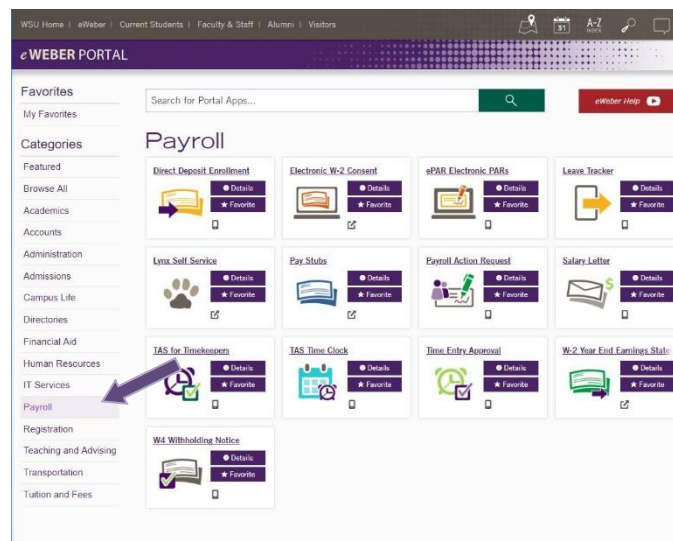 WSU Home | eWeber | Current Students | Faculty & Staff | Alumni | Visitors
31
A-Z
INDEX
eWEBER PORTAL
Favorites
My Favorites
Categories
Featured
Browse All
Academics
Accounts
Administration
Admissions
Campus Life
Directories
Financial Aid
Human Resources
IT Services
Payroll
Registration
Teaching and Advising
Transportation
Tuition and Fees
Search for Portal Apps...
eWeber Help
Payroll
Direct Deposit Enrollment
Details
★ Favorite
Electronic W-2 Consent
Details
★ Favorite
ePAR Electronic PARs
Details
★ Favorite
Leave Tracker
Details
★ Favorite
Lynx Self Service
Details
★ Favorite
Pay Stubs
Details
★ Favorite
Payroll Action Request
Details
★ Favorite
Salary Letter
$
Details
★ Favorite
TAS for Timekeepers
Details
★ Favorite
TAS Time Clock
Details
★ Favorite
Time Entry Approval
Details
★ Favorite
W-2 Year End Earnings State
Details
★ Favorite
W4 Withholding Notice
Details
★ Favorite